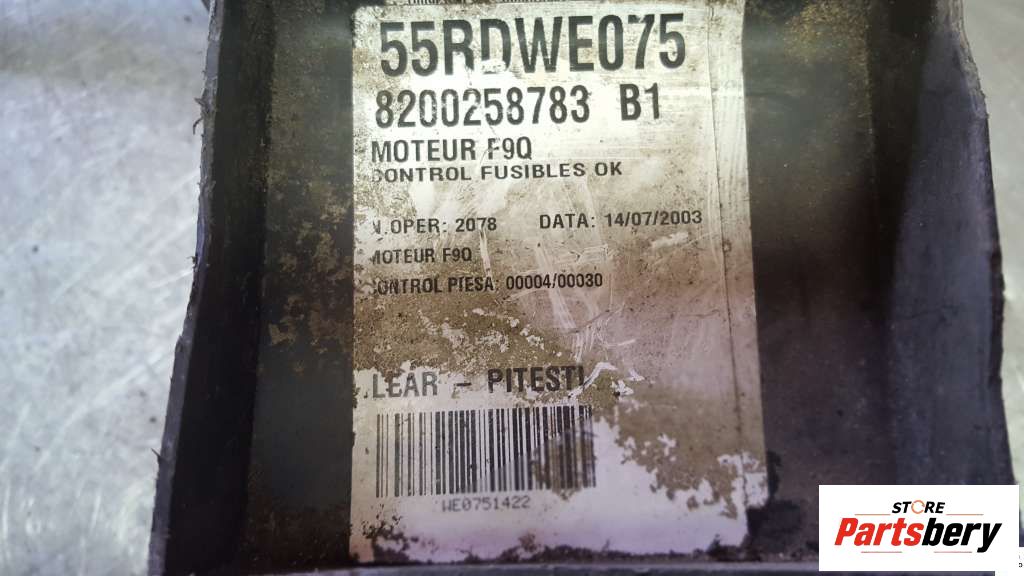 55RDWE075
8200258783 B1
MOTEUR F9Q
CONTROL FUSIBLES OK
N.OPER: 2078 DATA: 14/07/2003
MOTEUR F9Q
CONTROL PIESA: 00004/00030
LEAR - PITESTI
WE0751422
STORE
Partsbery